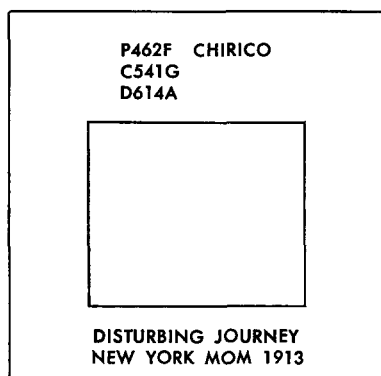 P462F CHIRICO
C541G
D614A
DISTURBING JOURNEY
NEW YORK MOM 1913